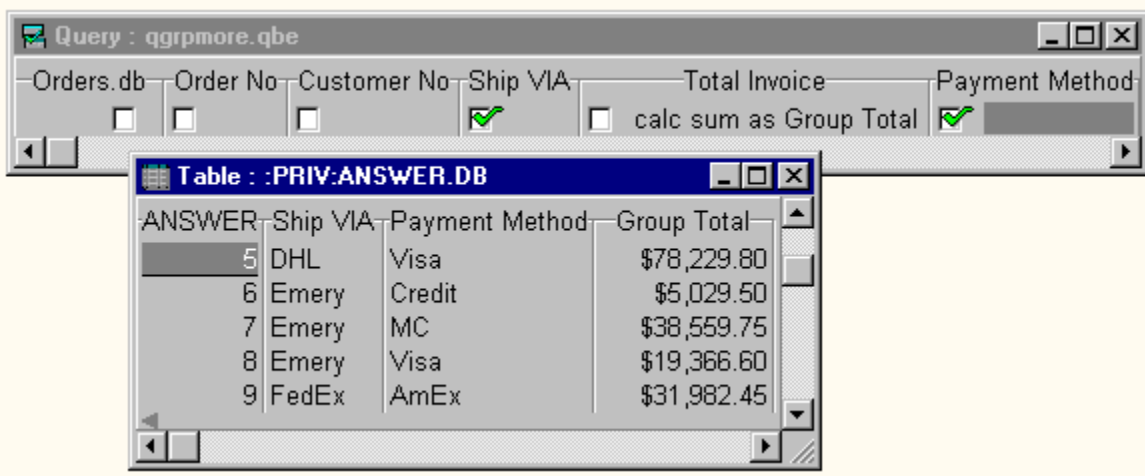 Query : qgrpmore.qbe
Orders.db Order No Customer No Ship VIA Total Invoice Payment Method
calc sum as Group Total
Table : :PRIV:ANSWER.DB
ANSWER Ship VIA Payment Method Group Total
5 DHL Visa $78,229.80
6 Emery Credit $5,029.50
7 Emery MC $38,559.75
8 Emery Visa $19,366.60
9 FedEx AmEx $31,982.45